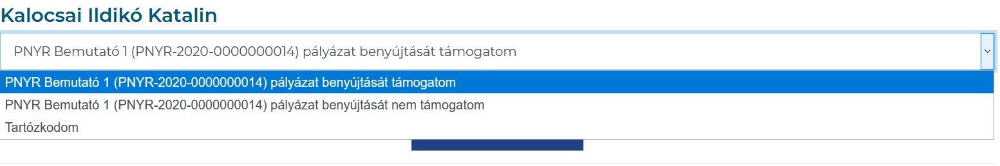 Kalocsai Ildikó Katalin
PNYR Bemutató 1 (PNYR-2020-0000000014) pályázat benyújtását támogatom
PNYR Bemutató 1 (PNYR-2020-0000000014) pályázat benyújtását támogatom
PNYR Bemutató 1 (PNYR-2020-0000000014) pályázat benyújtását nem támogatom
Tartózkodom